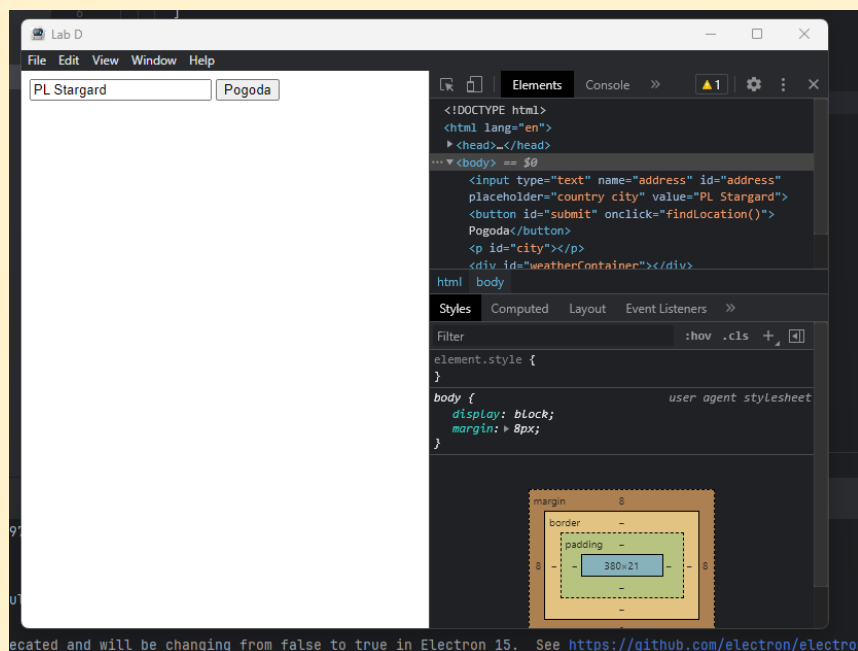 Lab D
File Edit View Window Help
PL Stargard Pogoda
Elements Console » 1
<!DOCTYPE html>
<html lang="en">
<head>…</head>
<body> == $0
<input type="text" name="address" id="address"
placeholder="country city" value="PL Stargard">
<button id="submit" onclick="findLocation()">
Pogoda</button>
<p id="city"></p>
<div id="weatherContainer"></div>
html body
Styles Computed Layout Event Listeners »
Filter :hov .cls +
element.style {
}
body { user agent stylesheet
display: block;
margin: 8px;
}
margin 8
border –
padding –
8 – – 380×21 – – 8
–
–
ecated and will be changing from false to true in Electron 15. See https://github.com/electron/electro